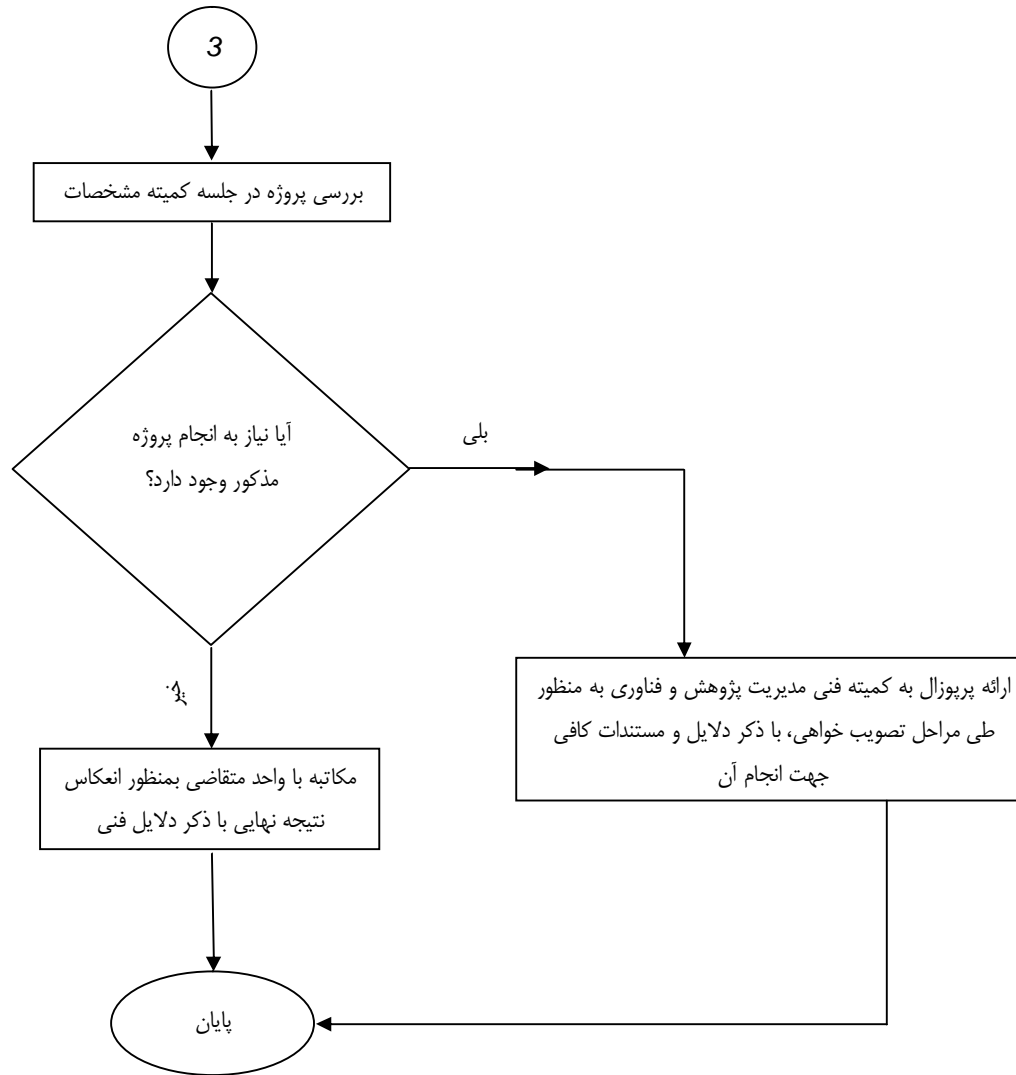 3
بررسی پروژه در جلسه کمیته مشخصات
آیا نیاز به انجام پروژه
مذکور وجود دارد؟
بلی
خیر
ارائه پرپوزال به کمیته فنی مدیریت پژوهش و فناوری به منظور
طی مراحل تصویب خواهی، با ذکر دلایل و مستندات کافی
جهت انجام آن
مکاتبه با واحد متقاضی بمنظور انعکاس
نتیجه نهایی با ذکر دلایل فنی
پایان